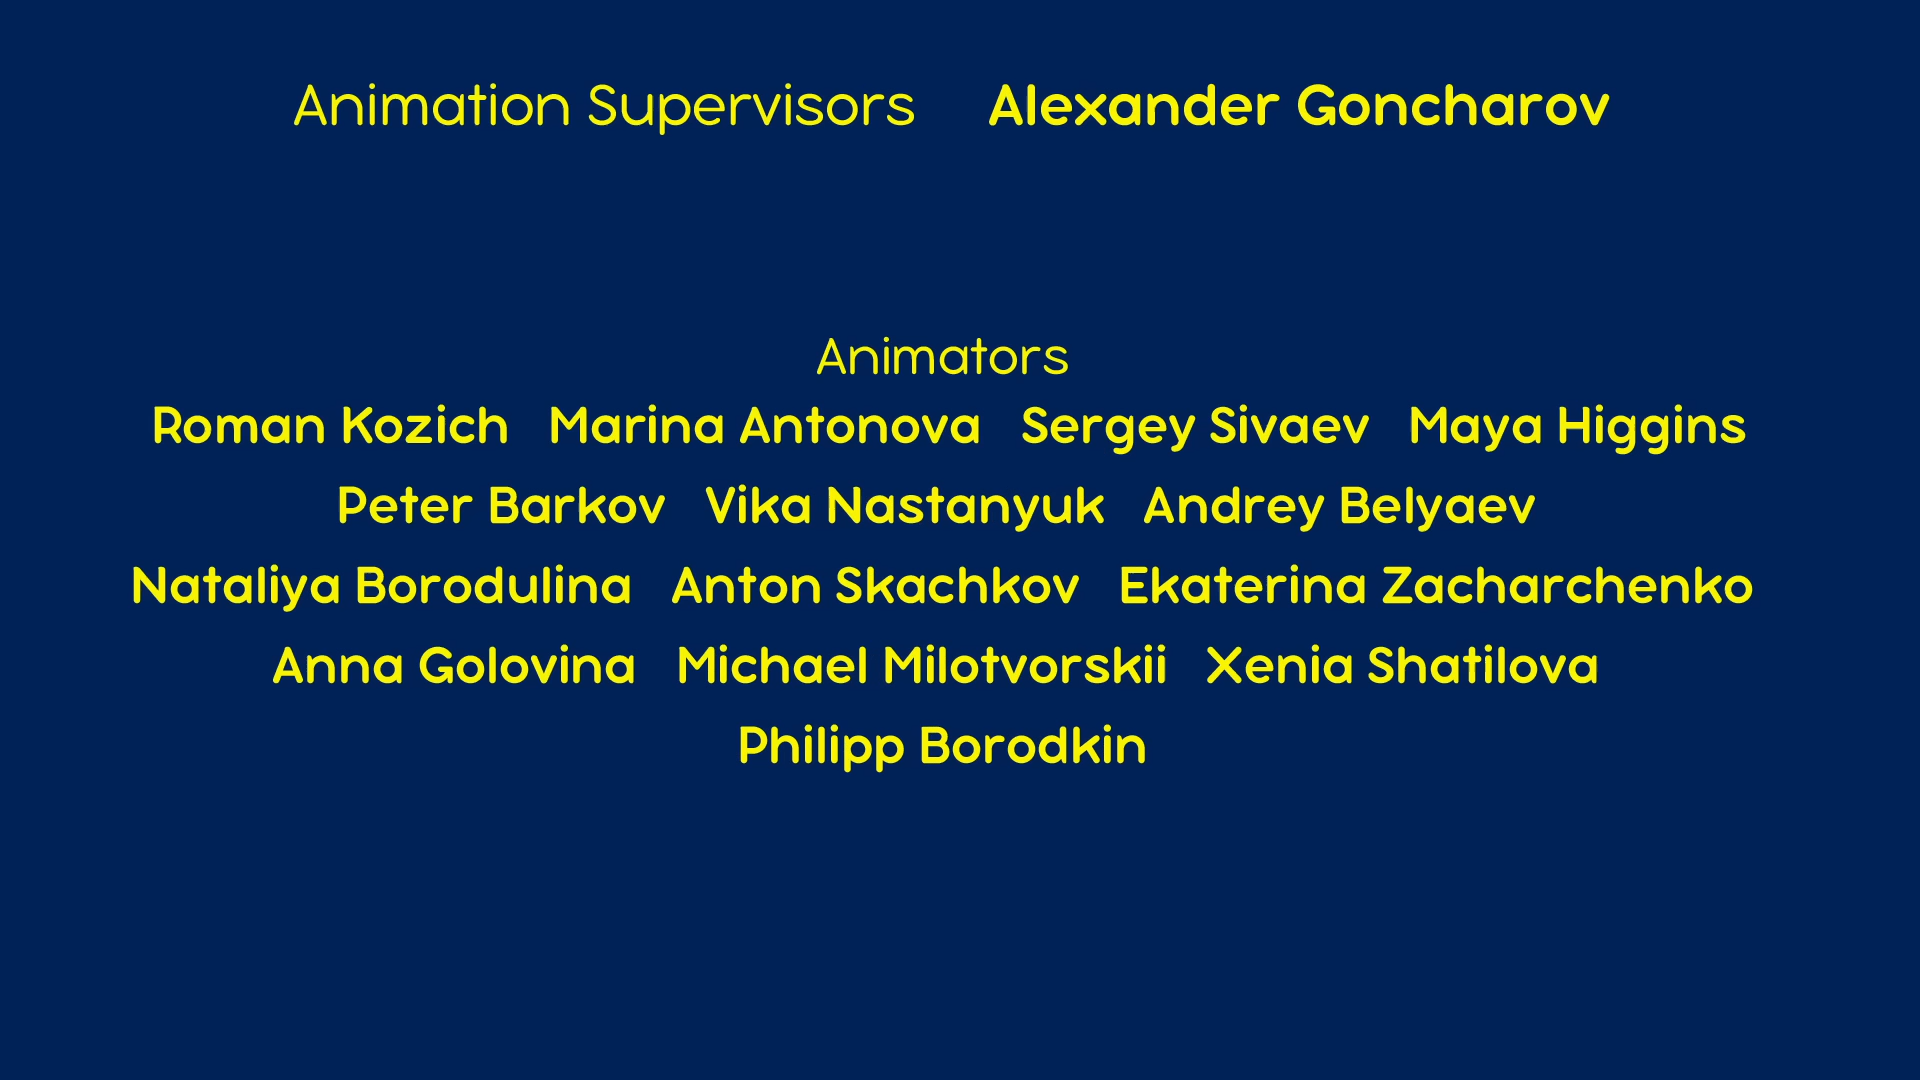 Animation Supervisors Alexander Goncharov
Animators
Roman Kozich Marina Antonova Sergey Sivaev Maya Higgins
Peter Barkov Vika Nastanyuk Andrey Belyaev
Nataliya Borodulina Anton Skachkov Ekaterina Zacharchenko
Anna Golovina Michael Milotvorskii Xenia Shatilova
Philipp Borodkin